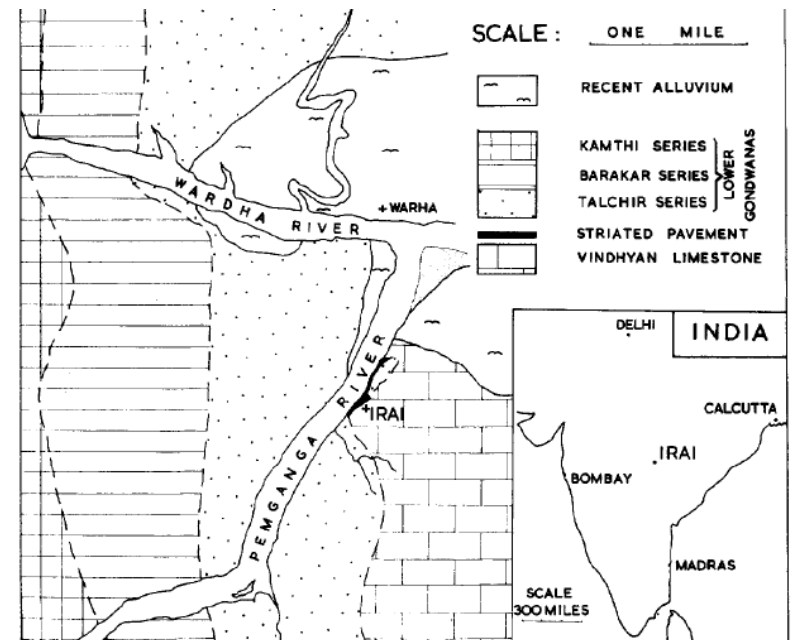 SCALE: ONE MILE
RECENT ALLUVIUM
KAMTHI SERIES
BARAKAR SERIES
TALCHIR SERIES
LOWER
GONDWANAS
STRIATED PAVEMENT
VINDHYAN LIMESTONE
WARDHA RIVER
+WARHA
PEMGANGA RIVER
+IRAI
INDIA
DELHI
CALCUTTA
IRAI
BOMBAY
MADRAS
SCALE
300 MILES